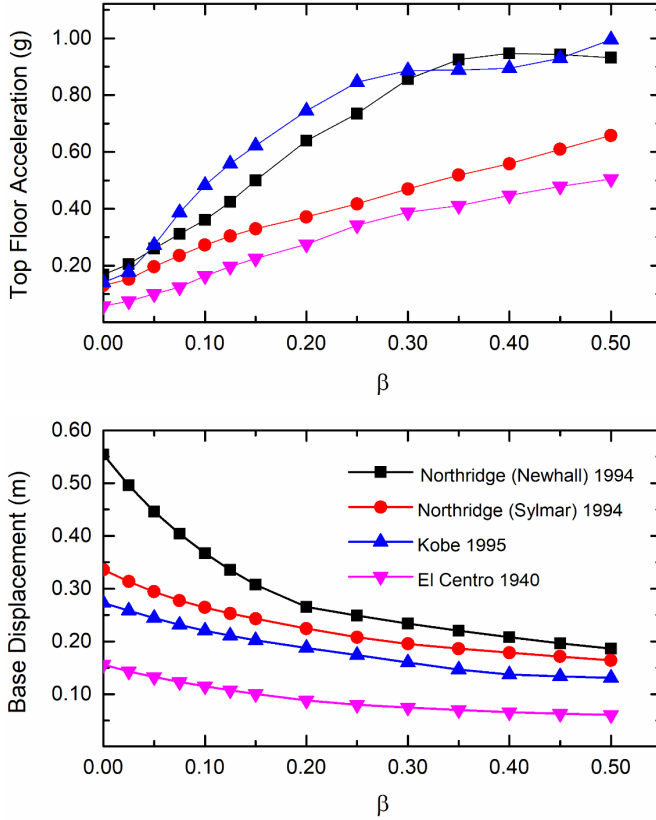 Top Floor Acceleration (g)
1.00
0.80
0.60
0.40
0.20
0.00 0.10 0.20 0.30 0.40 0.50
β
Base Displacement (m)
0.60
0.50
0.40
0.30
0.20
0.10
Northridge (Newhall) 1994
Northridge (Sylmar) 1994
Kobe 1995
El Centro 1940
0.00 0.10 0.20 0.30 0.40 0.50
β